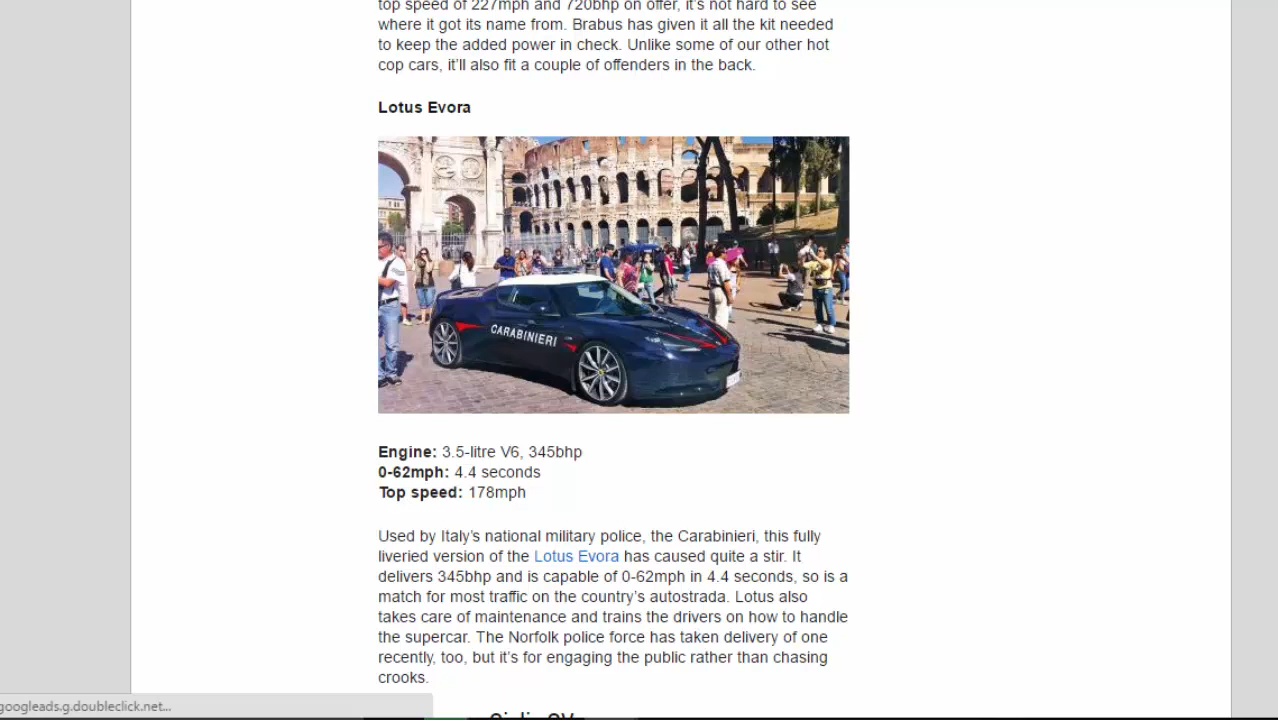 top speed of 227mph and 720bhp on offer, it's not hard to see
where it got its name from. Brabus has given it all the kit needed
to keep the added power in check. Unlike some of our other hot
cop cars, it'll also fit a couple of offenders in the back.
Lotus Evora
CARABINIERI
Engine: 3.5-litre V6, 345bhp
0-62mph: 4.4 seconds
Top speed: 178mph
Used by Italy's national military police, the Carabinieri, this fully
liveried version of the Lotus Evora has caused quite a stir. It
delivers 345bhp and is capable of 0-62mph in 4.4 seconds, so is a
match for most traffic on the country's autostrada. Lotus also
takes care of maintenance and trains the drivers on how to handle
the supercar. The Norfolk police force has taken delivery of one
recently, too, but it's for engaging the public rather than chasing
crooks.
googleads.g.doubleclick.net...